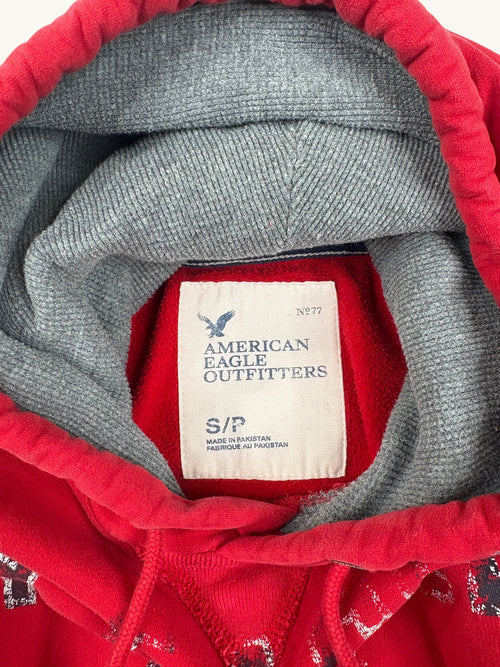 Nº77
AMERICAN
EAGLE
OUTFITTERS
S/P
MADE IN PAKISTAN
FABRIQUE AU PAKISTAN